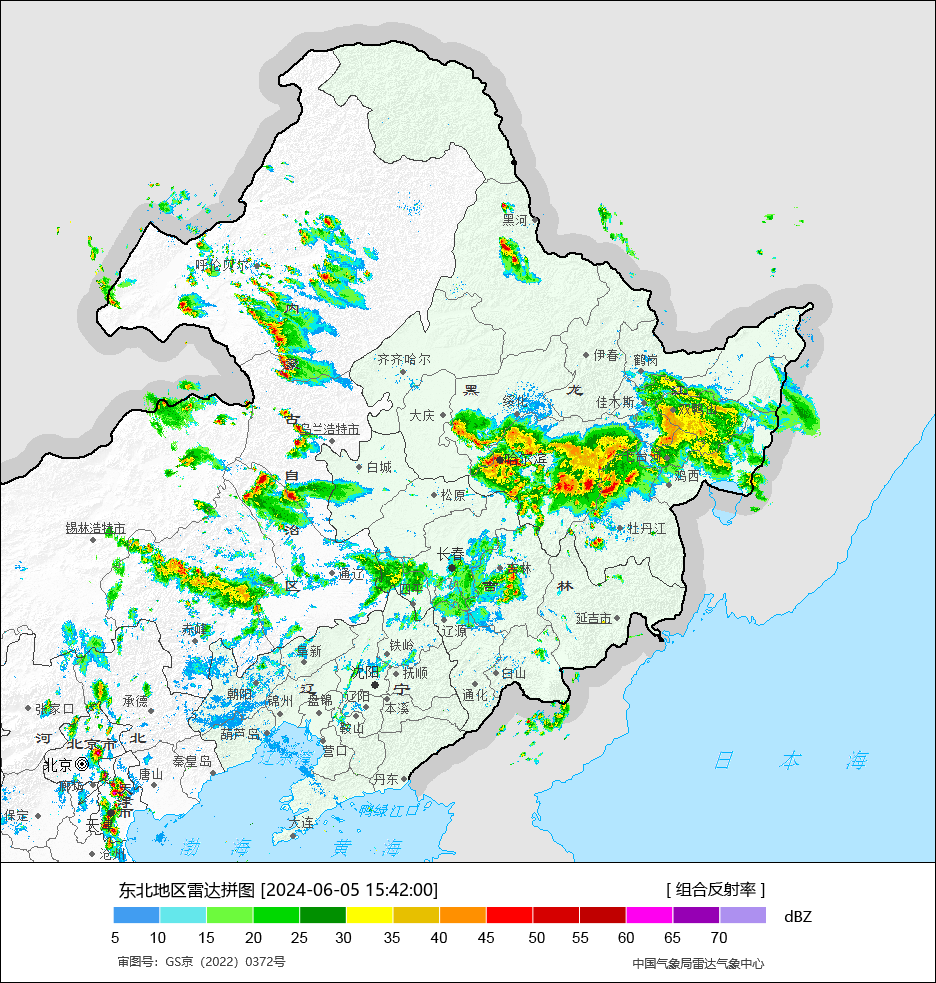 黑河
呼伦贝尔
内
齐齐哈尔
伊春
鹤岗
蒙
黑
龙
江
绥化
佳木斯
双鸭山
大庆
古
乌兰浩特市
哈尔滨
七台河
鸡西
白城
自
松原
治
锡林浩特市
牡丹江
长春
吉林
通辽
四平
区
吉
林
延吉市
辽源
赤峰
铁岭
阜新
沈阳
抚顺
白山
辽
宁
朝阳
锦州
盘锦
辽阳
本溪
通化
承德
张家口
鞍山
葫芦岛
河
北京市
北
营口
辽东湾
日本海
北京
秦皇岛
唐山
丹东
廊坊
天津市
鸭绿江口
保定
天津
大连
渤海
黄海
沧州
东北地区雷达拼图 [2024-06-05 15:42:00]
[ 组合反射率 ]
dBZ
5 10 15 20 25 30 35 40 45 50 55 60 65 70
审图号：GS京（2022）0372号
中国气象局雷达气象中心